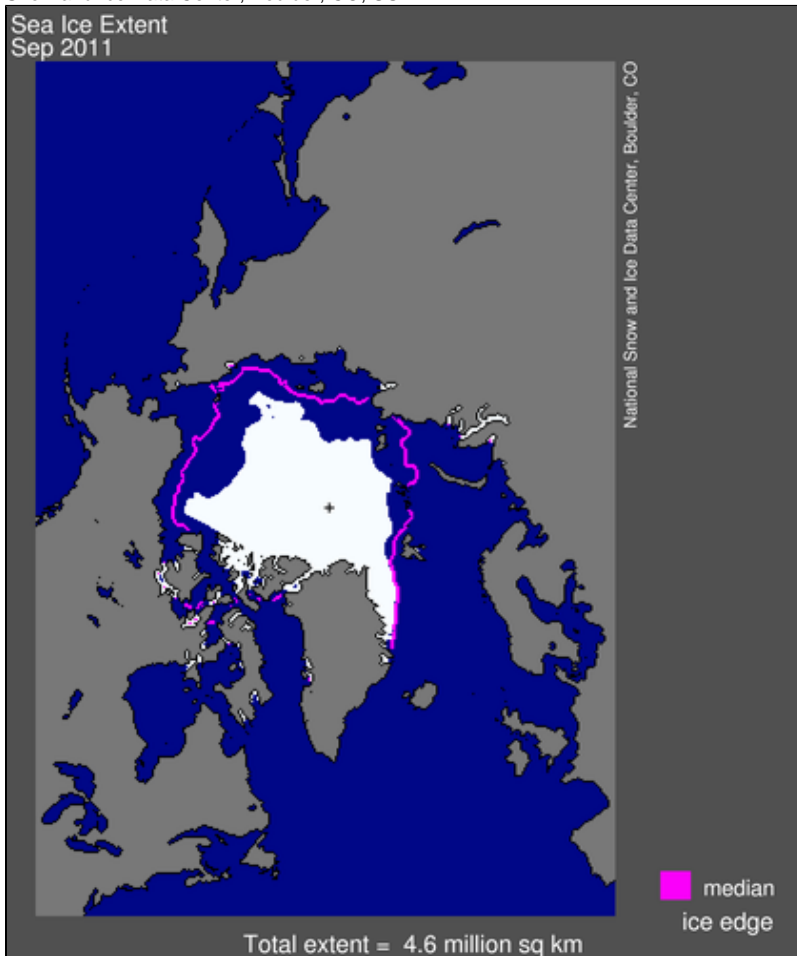 Sea Ice Extent
Sep 2011
National Snow and Ice Data Center, Boulder, CO
median
ice edge
Total extent = 4.6 million sq km